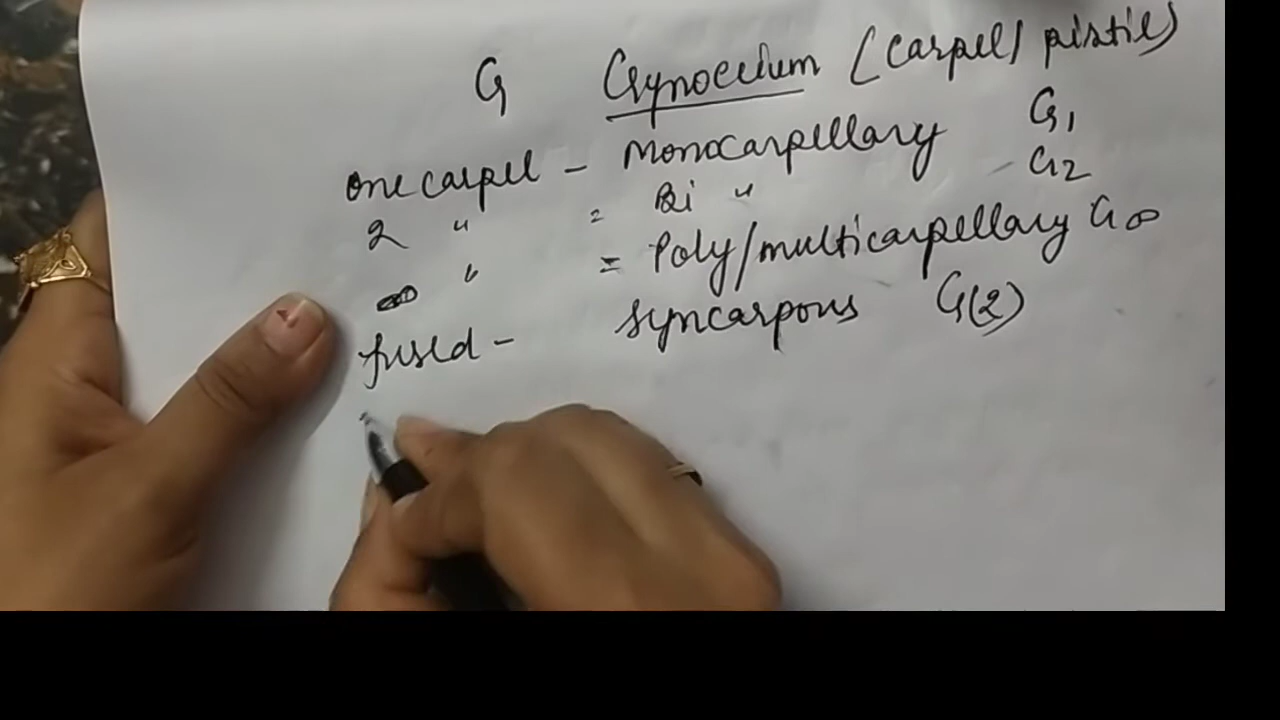 G Gynoecium (Carpel/pistil)
one carpel - Monocarpellary G1
2 " = Bi " G2
∞ " = Poly/multicarpellary G∞
fused - Syncarpous G(2)